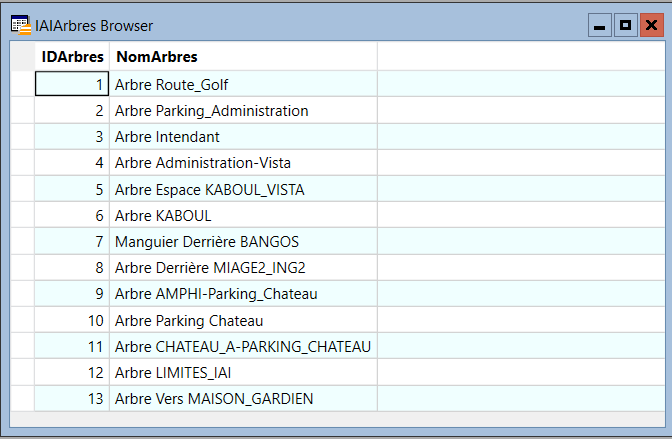 IAIArbres Browser
IDArbres NomArbres
1 Arbre Route_Golf
2 Arbre Parking_Administration
3 Arbre Intendant
4 Arbre Administration-Vista
5 Arbre Espace KABOUL_VISTA
6 Arbre KABOUL
7 Manguier Derrière BANGOS
8 Arbre Derrière MIAGE2_ING2
9 Arbre AMPHI-Parking_Chateau
10 Arbre Parking Chateau
11 Arbre CHATEAU_A-PARKING_CHATEAU
12 Arbre LIMITES_IAI
13 Arbre Vers MAISON_GARDIEN